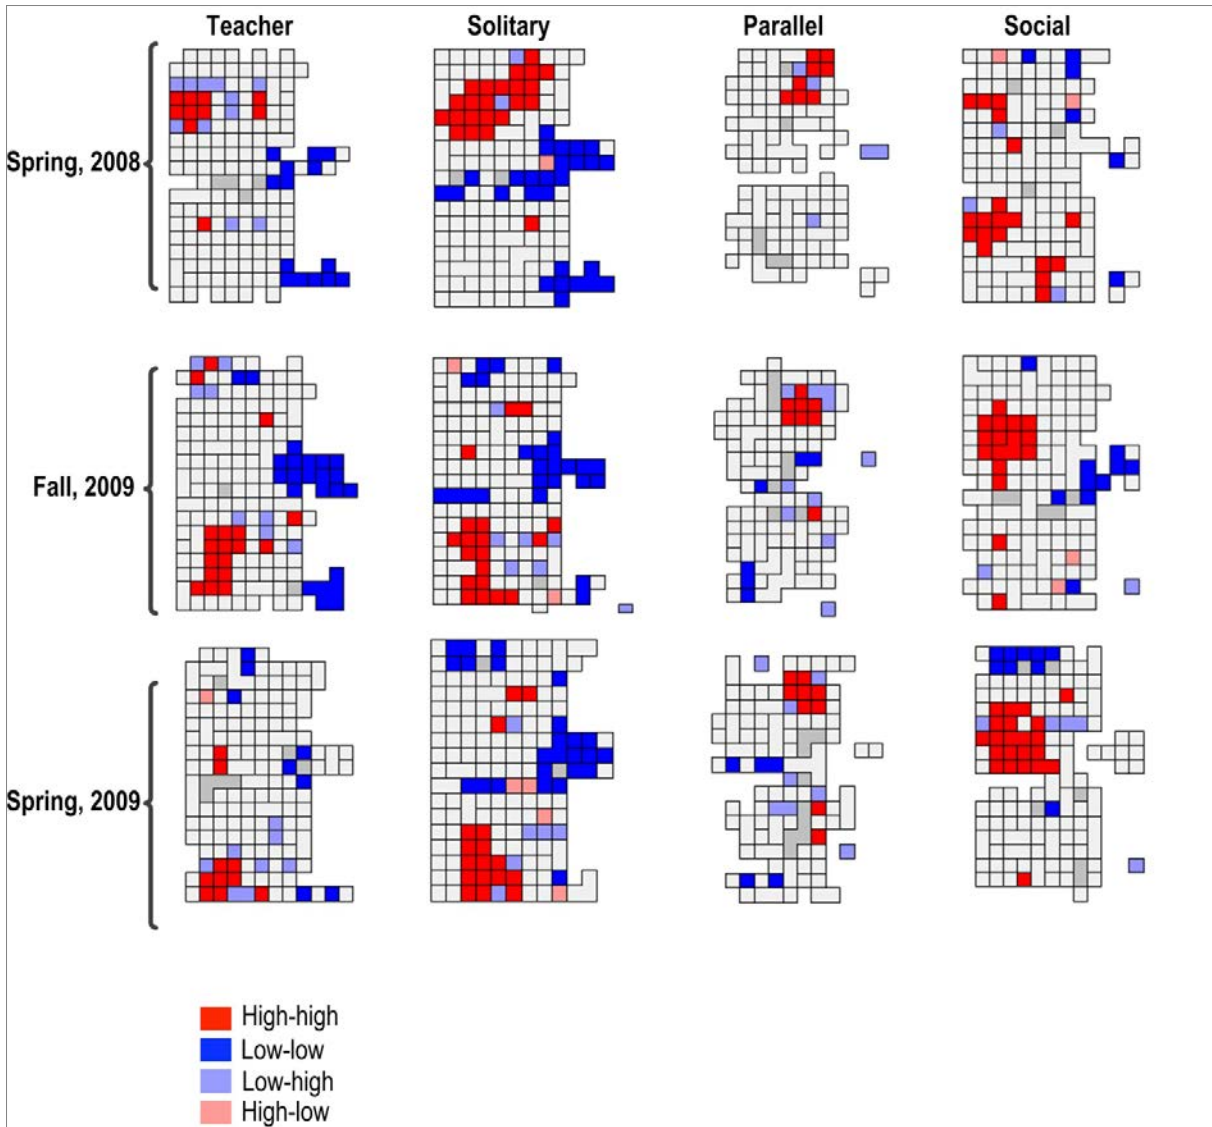 Teacher Solitary Parallel Social
Spring, 2008
Fall, 2009
Spring, 2009
High-high
Low-low
Low-high
High-low